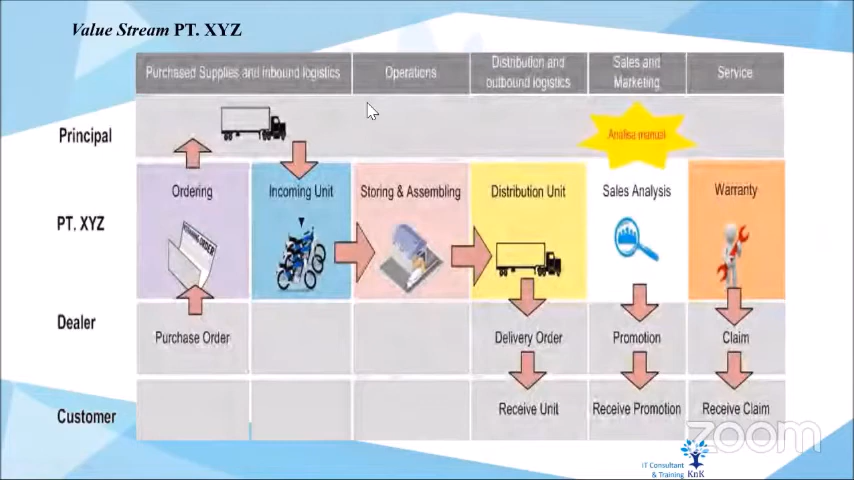 Value Stream PT. XYZ
Purchased Supplies and inbound logistics
Operations
Distribution and
outbound logistics
Sales and
Marketing
Service
Principal
Analisa manual
PT. XYZ
Ordering
Incoming Unit
Storing & Assembling
Distribution Unit
Sales Analysis
Warranty
Dealer
Purchase Order
Delivery Order
Promotion
Claim
Customer
Receive Unit
Receive Promotion
Receive Claim
zoom
IT Consultant
& Training
KnK